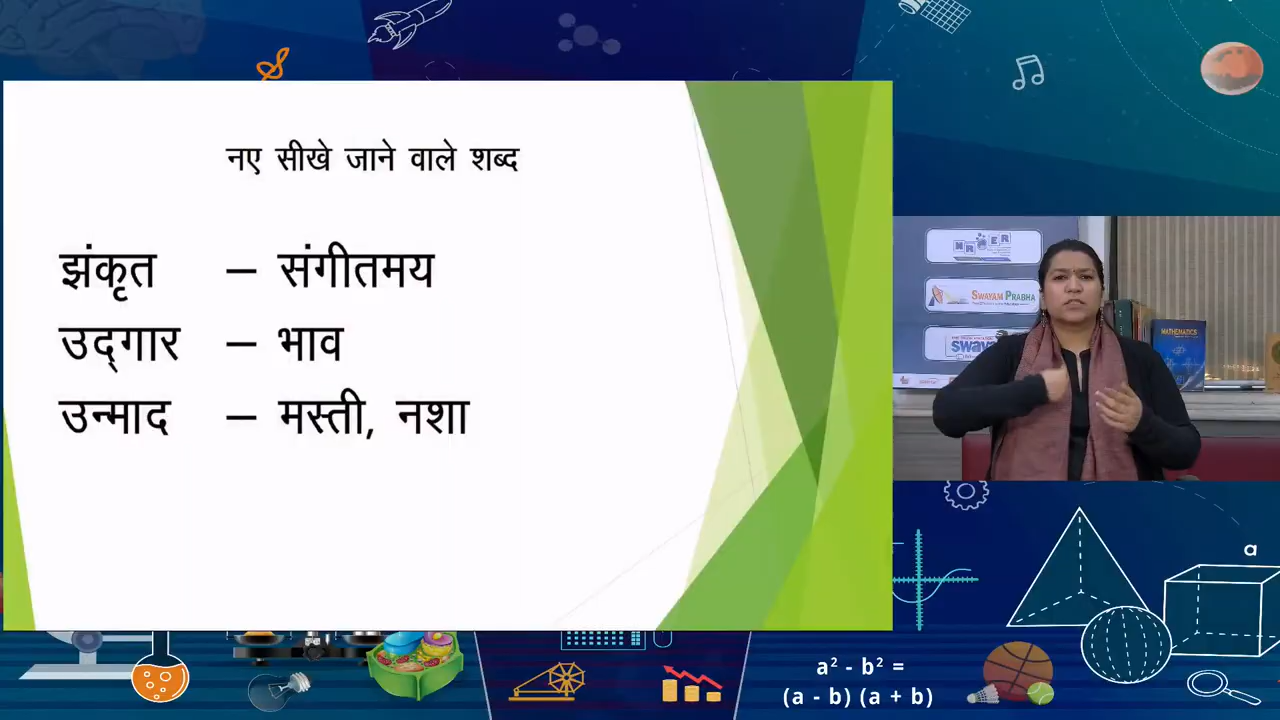 नए सीखे जाने वाले शब्द
झंकृत – संगीतमय
उद्‌गार – भाव
उन्माद – मस्ती, नशा
SWAYAM PRABHA
MATHEMATICS
a
a² - b² =
(a - b) (a + b)